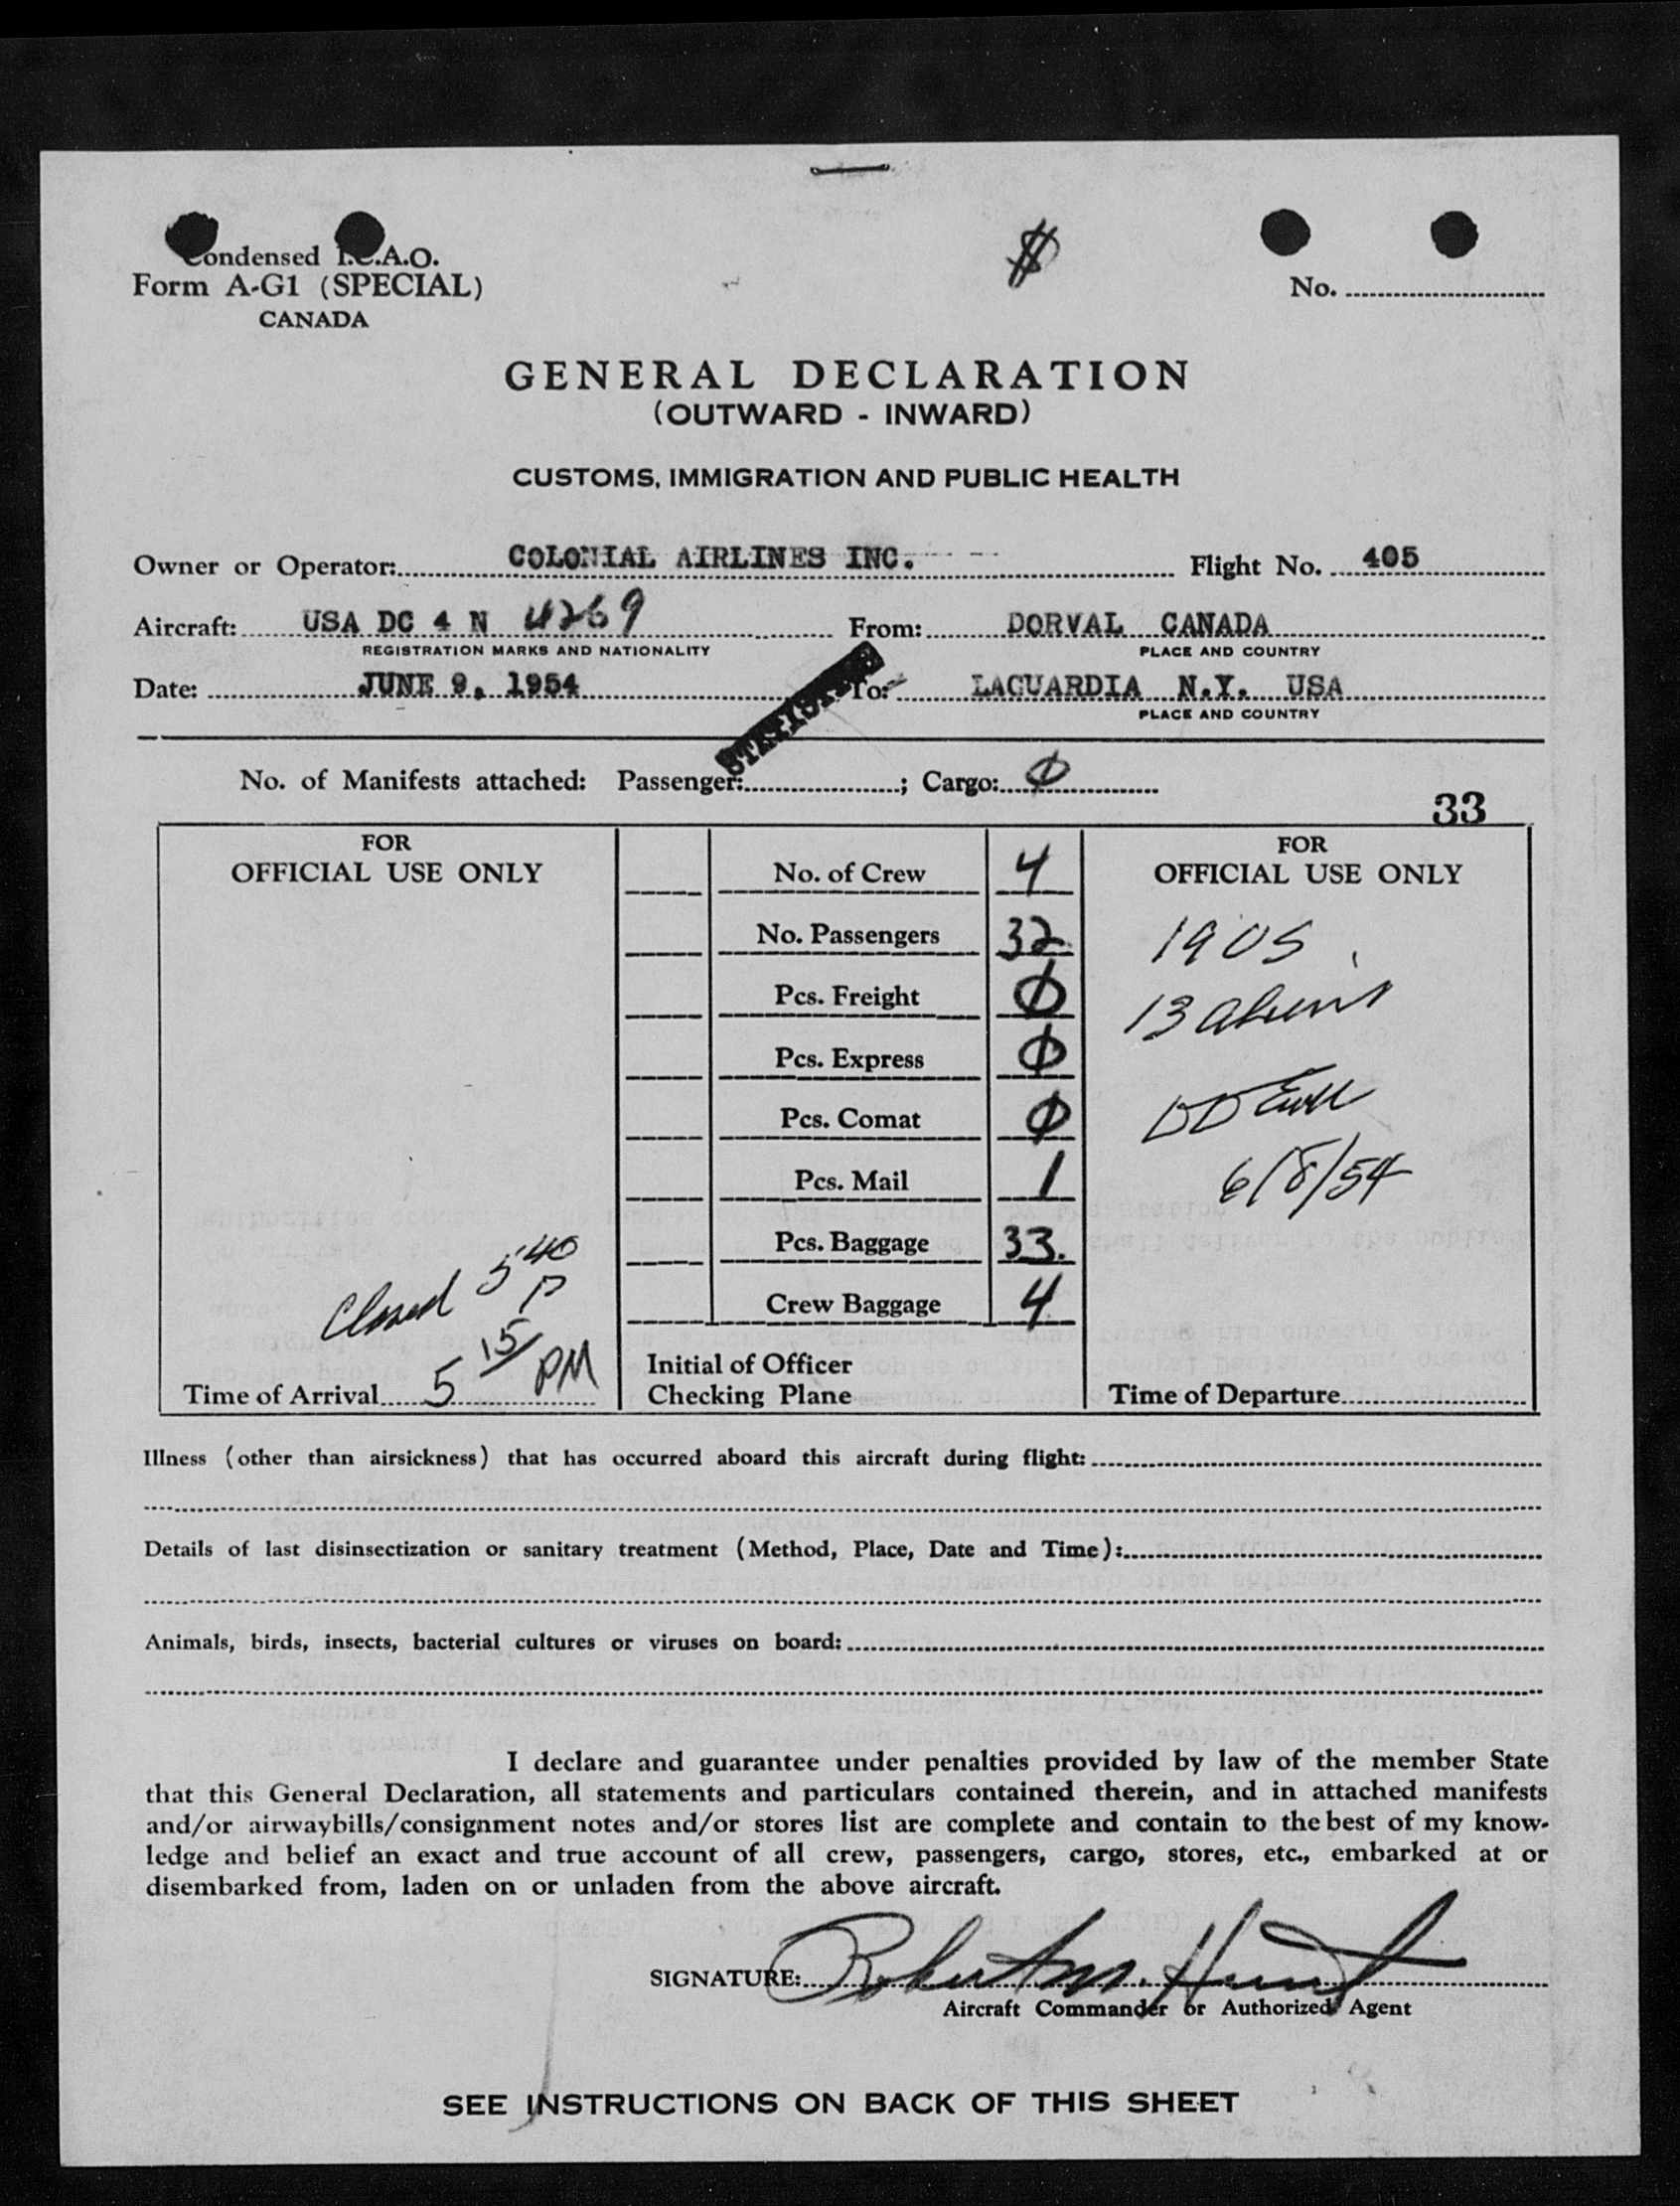 $
Condensed I.C.A.O.
Form A-G1 (SPECIAL)
CANADA
No.
GENERAL DECLARATION
(OUTWARD - INWARD)
CUSTOMS, IMMIGRATION AND PUBLIC HEALTH
Owner or Operator: COLONIAL AIRLINES INC. Flight No. 405
Aircraft: USA DC 4 N 4269 From: DORVAL CANADA
REGISTRATION MARKS AND NATIONALITY PLACE AND COUNTRY
Date: JUNE 9, 1954 To: LAGUARDIA N.Y. USA
PLACE AND COUNTRY
No. of Manifests attached: Passenger: ; Cargo: Ø
33
FOR
OFFICIAL USE ONLY
Closed 5 40 P
Time of Arrival 5 15/ PM
No. of Crew 4
No. Passengers 32
Pcs. Freight Ø
Pcs. Express Ø
Pcs. Comat Ø
Pcs. Mail 1
Pcs. Baggage 33.
Crew Baggage 4
Initial of Officer
Checking Plane
FOR
OFFICIAL USE ONLY
1905
13 aliens
6/8/54
Time of Departure
Illness (other than airsickness) that has occurred aboard this aircraft during flight:
Details of last disinsectization or sanitary treatment (Method, Place, Date and Time):
Animals, birds, insects, bacterial cultures or viruses on board:
I declare and guarantee under penalties provided by law of the member State
that this General Declaration, all statements and particulars contained therein, and in attached manifests
and/or airwaybills/consignment notes and/or stores list are complete and contain to the best of my know-
ledge and belief an exact and true account of all crew, passengers, cargo, stores, etc., embarked at or
disembarked from, laden on or unladen from the above aircraft.
SIGNATURE: Robert M. Hunt
Aircraft Commander or Authorized Agent
SEE INSTRUCTIONS ON BACK OF THIS SHEET